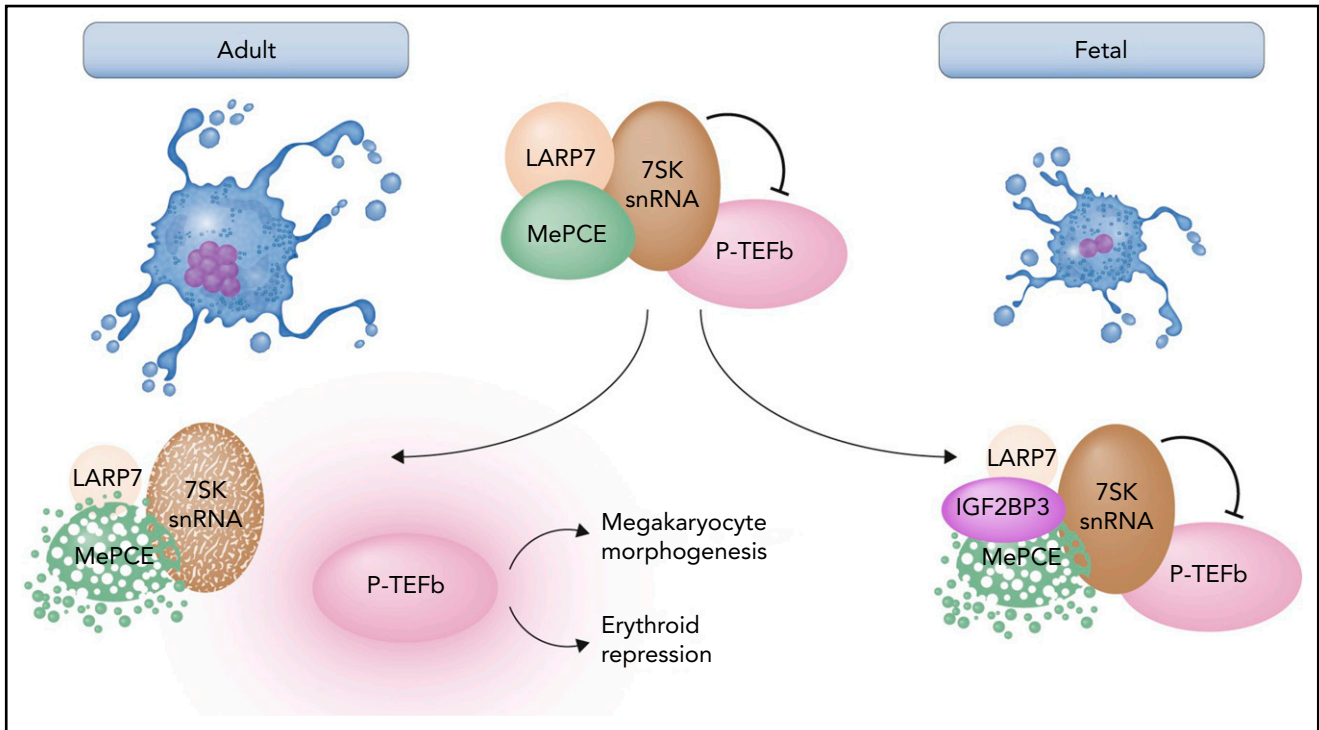 Adult
Fetal
LARP7
7SK
snRNA
MePCE
P-TEFb
LARP7
7SK
snRNA
MePCE
P-TEFb
Megakaryocyte
morphogenesis
Erythroid
repression
LARP7
IGF2BP3
7SK
snRNA
MePCE
P-TEFb